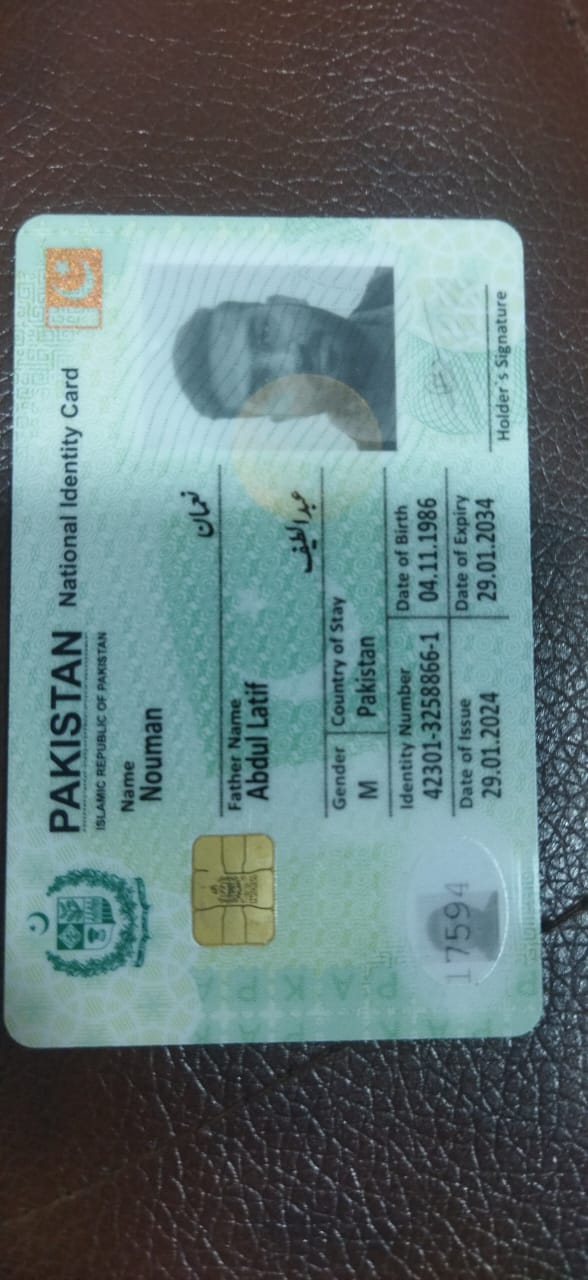 PAKISTAN National Identity Card
ISLAMIC REPUBLIC OF PAKISTAN
Name
Nouman
نعمان
Father Name
Abdul Latif
عبدالطیف
Gender Country of Stay
M Pakistan
Identity Number Date of Birth
42301-3258866-1 04.11.1986
Date of Issue Date of Expiry
29.01.2024 29.01.2034
17594
Holder`s Signature